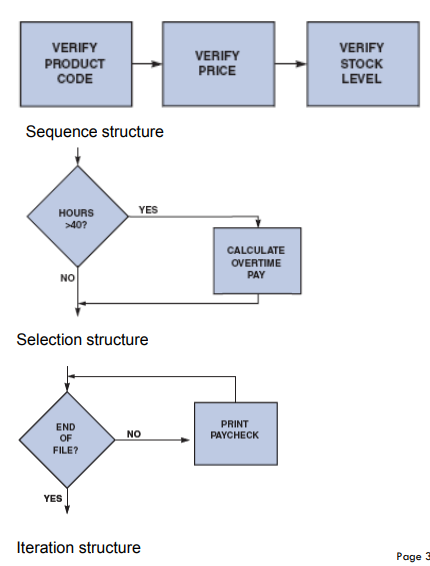 VERIFY
PRODUCT
CODE
VERIFY
PRICE
VERIFY
STOCK
LEVEL
Sequence structure
HOURS
>40?
YES
NO
CALCULATE
OVERTIME
PAY
Selection structure
END
OF
FILE?
NO
YES
PRINT
PAYCHECK
Iteration structure
Page 3